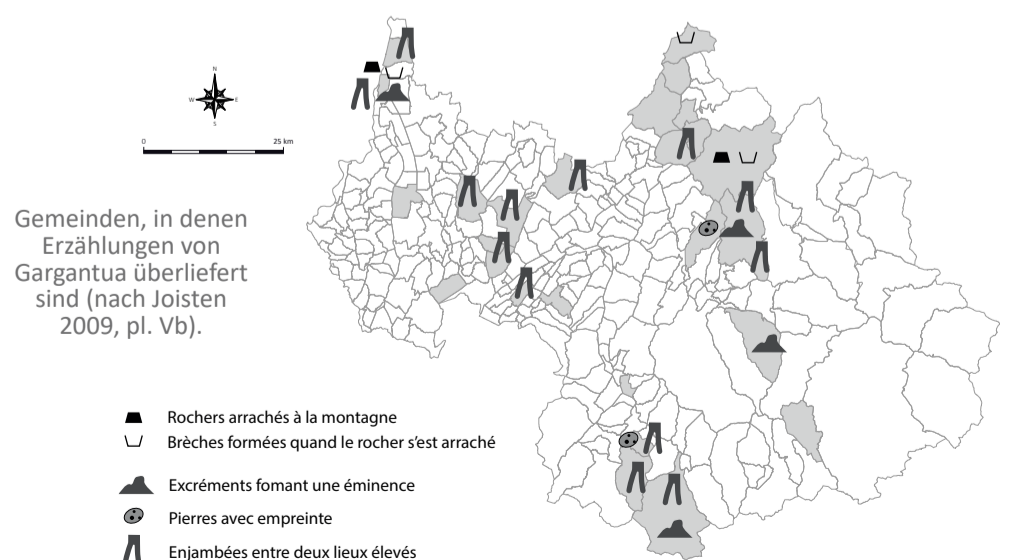 N
W
E
S
0
25 km
Gemeinden, in denen
Erzählungen von
Gargantua überliefert
sind (nach Joisten
2009, pl. Vb).
Rochers arrachés à la montagne
Brèches formées quand le rocher s’est arraché
Excréments fomant une éminence
Pierres avec empreinte
Enjambées entre deux lieux élevés